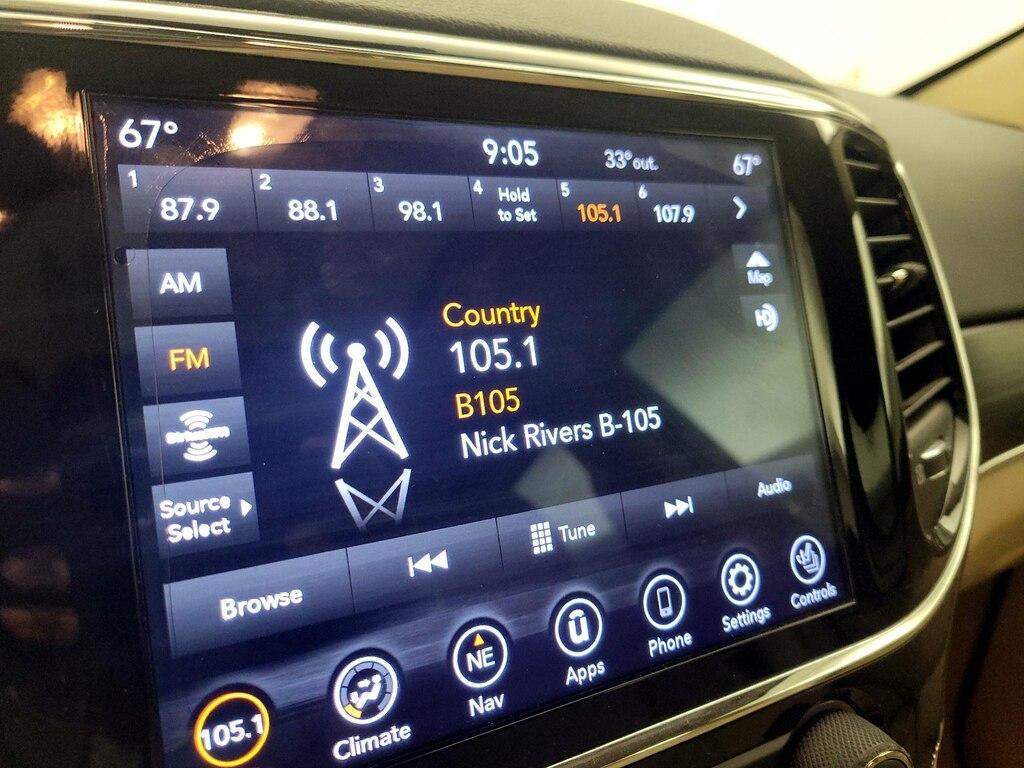 67°
9:05
33°out.
67°
1
87.9
2
88.1
3
98.1
4
Hold
to Set
5
105.1
6
107.9
AM
FM
SiriusXM
Source
Select
Country
105.1
B105
Nick Rivers B-105
Map
HD
Browse
Tune
Audio
105.1
Climate
NE
Nav
Apps
Phone
Settings
Controls